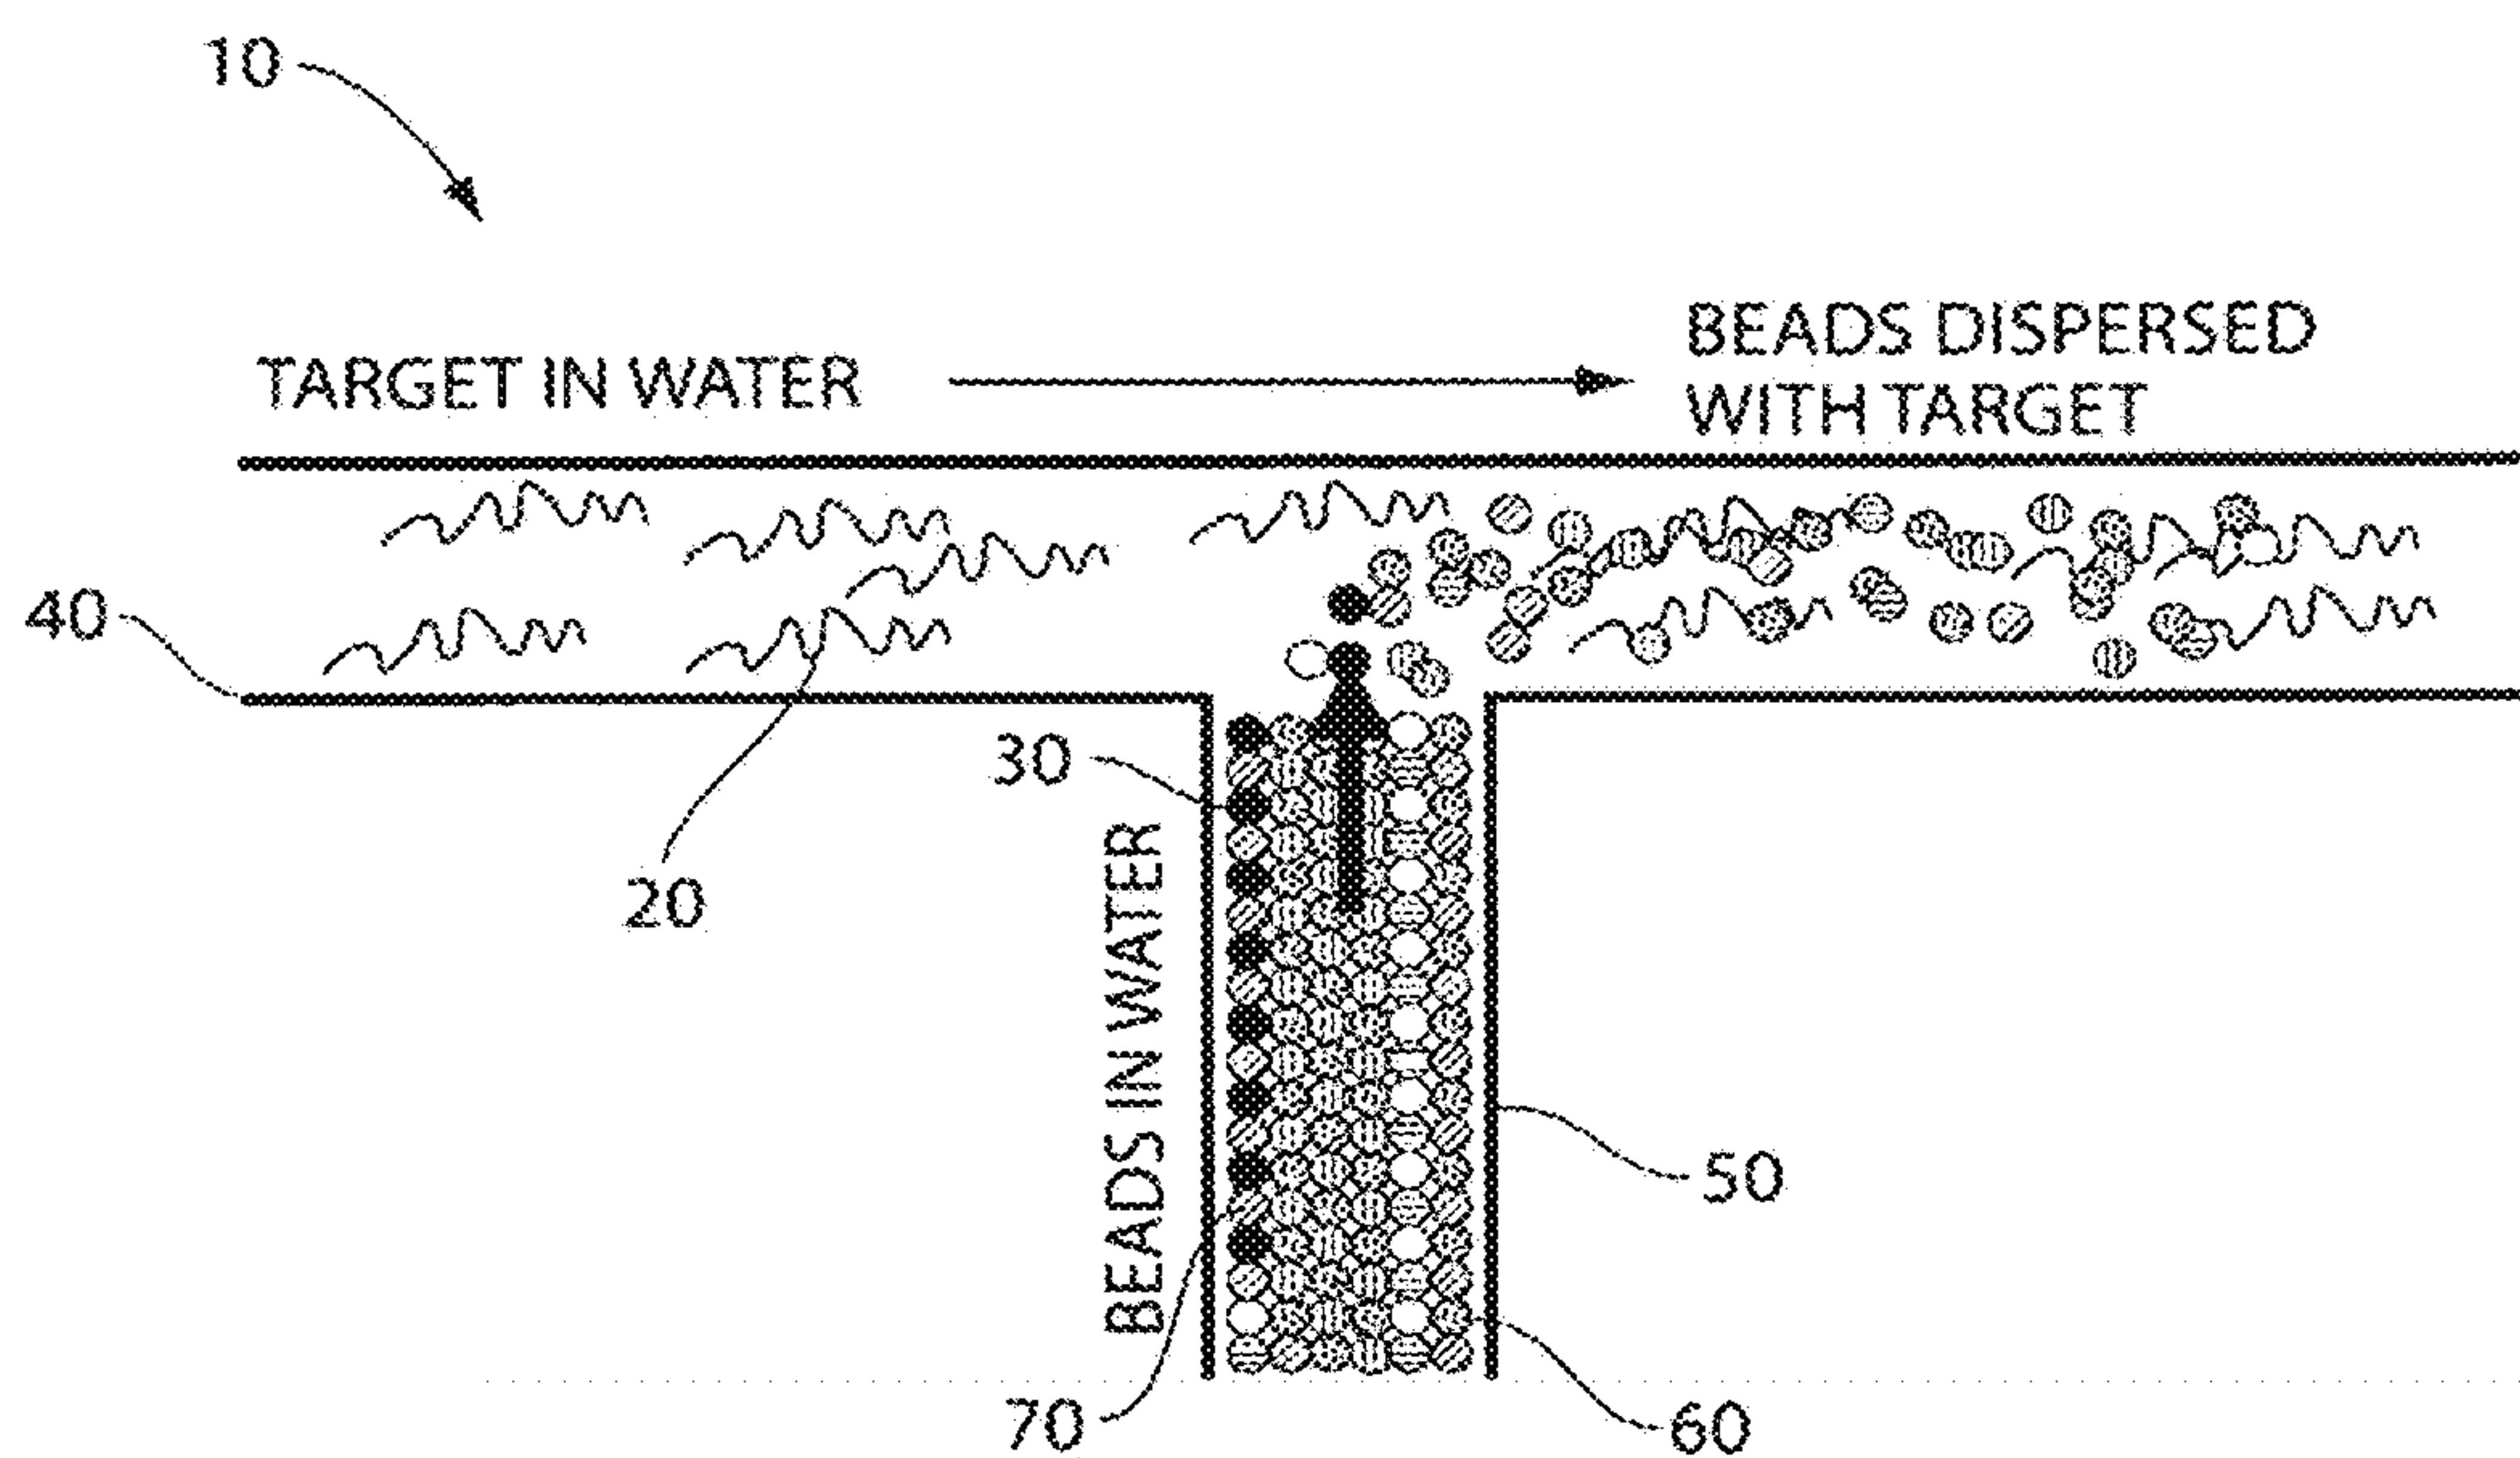 10
TARGET IN WATER
BEADS DISPERSED
WITH TARGET
40
30
20
BEADS IN WATER
50
70
60